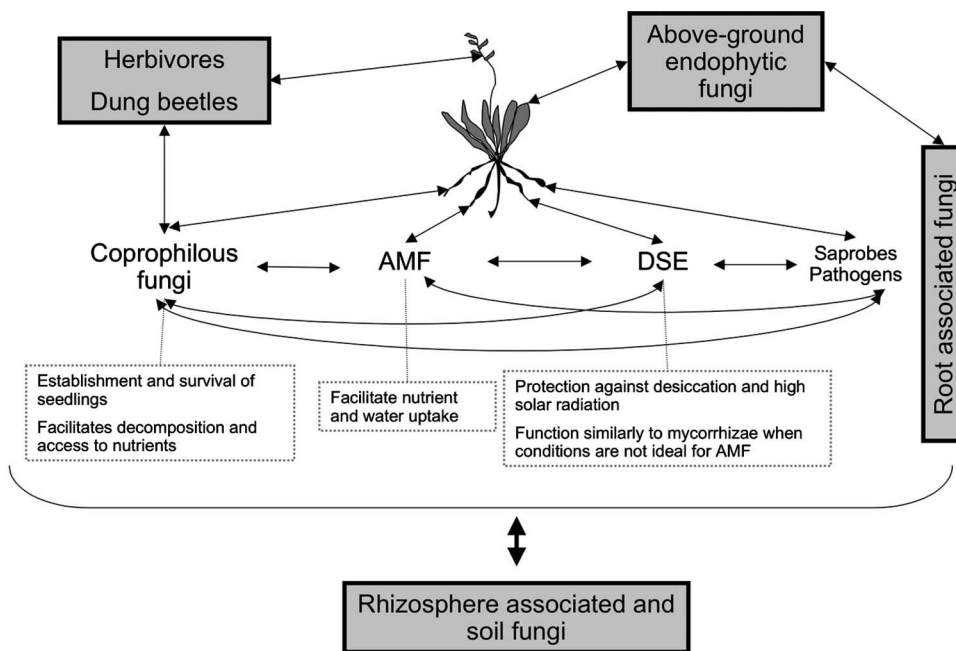 Herbivores
Dung beetles
Above-ground
endophytic
fungi
Root associated fungi
Coprophilous
fungi
AMF
DSE
Saprobes
Pathogens
Establishment and survival of
seedlings
Facilitates decomposition and
access to nutrients
Facilitate nutrient
and water uptake
Protection against desiccation and high
solar radiation
Function similarly to mycorrhizae when
conditions are not ideal for AMF
Rhizosphere associated and
soil fungi